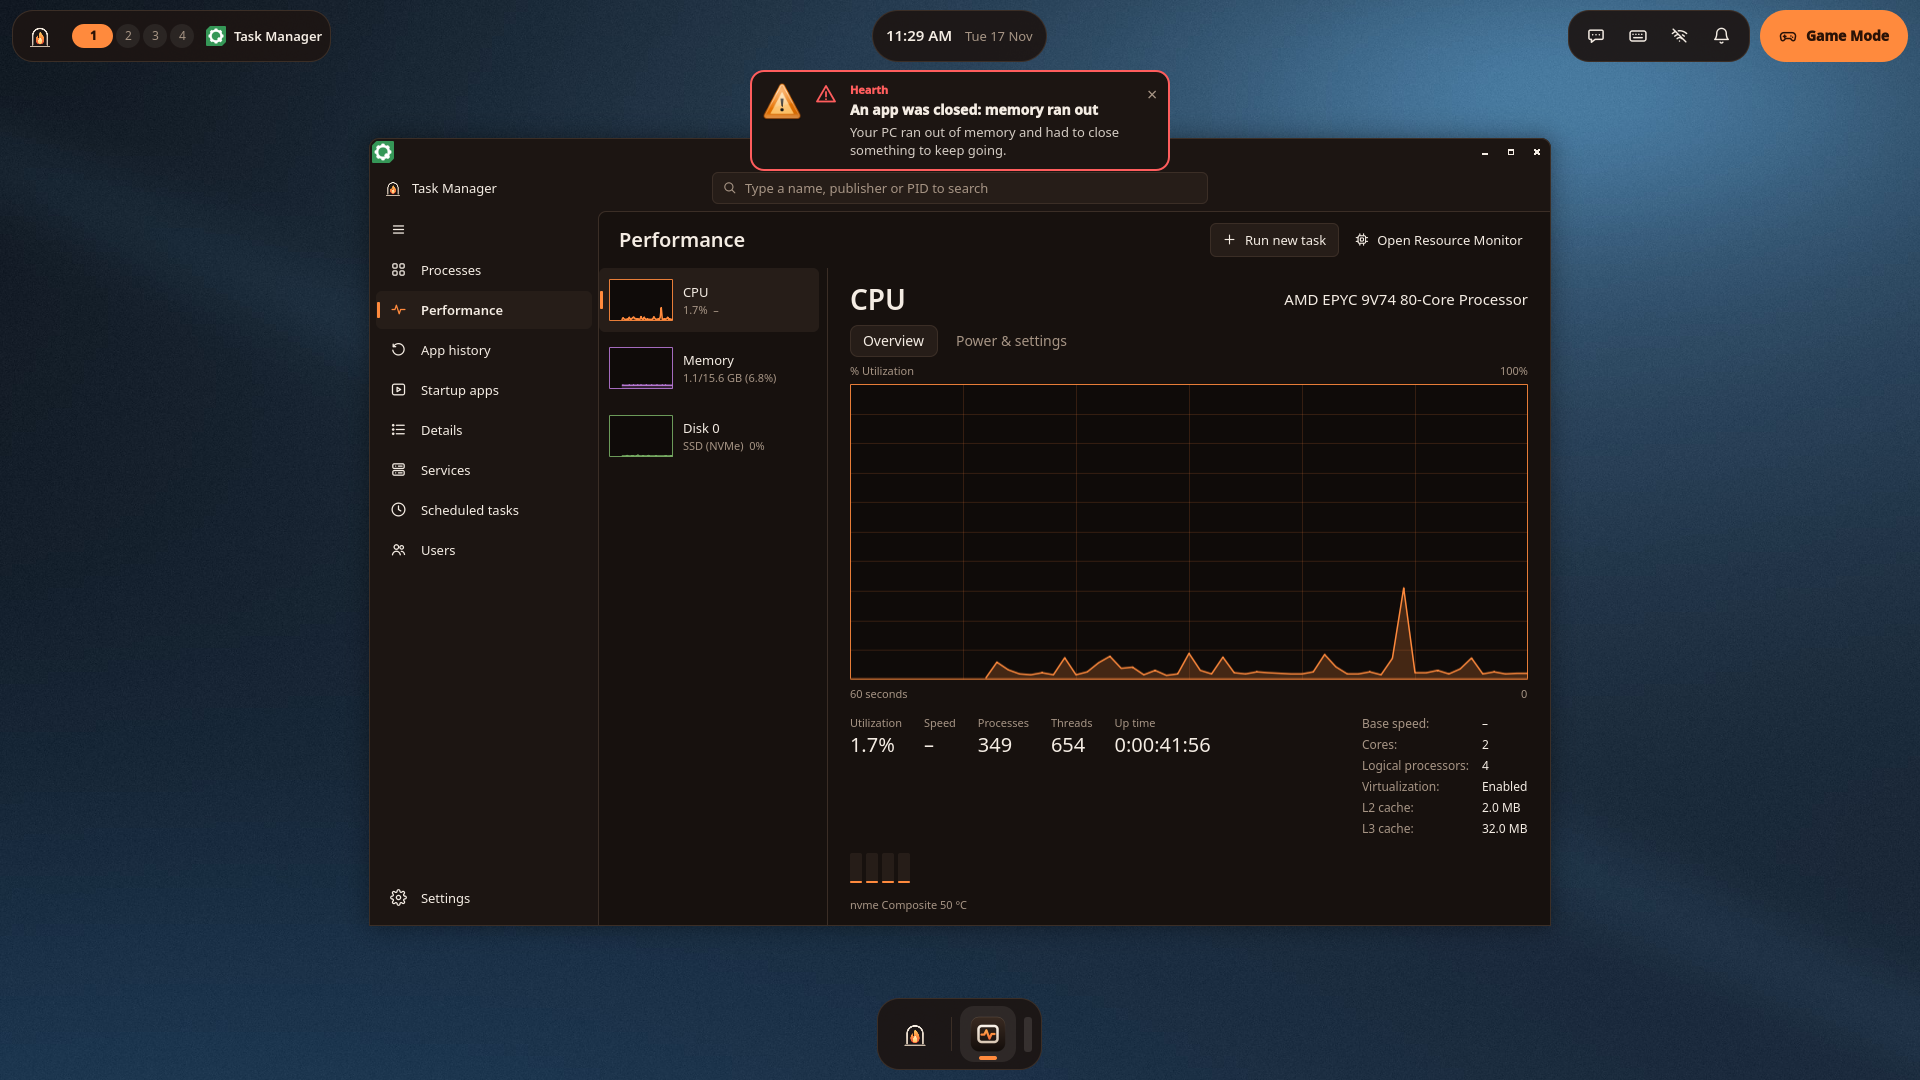 1 2 3 4 Task Manager
11:29 AM Tue 17 Nov
Game Mode
Hearth
An app was closed: memory ran out
Your PC ran out of memory and had to close
something to keep going.
Task Manager
Type a name, publisher or PID to search
Processes
Performance
App history
Startup apps
Details
Services
Scheduled tasks
Users
Settings
Performance
Run new task
Open Resource Monitor
CPU
1.7% –
Memory
1.1/15.6 GB (6.8%)
Disk 0
SSD (NVMe) 0%
CPU
AMD EPYC 9V74 80-Core Processor
Overview
Power & settings
% Utilization
100%
60 seconds
0
Utilization Speed Processes Threads Up time
1.7% – 349 654 0:00:41:56
Base speed: –
Cores: 2
Logical processors: 4
Virtualization: Enabled
L2 cache: 2.0 MB
L3 cache: 32.0 MB
nvme Composite 50 °C